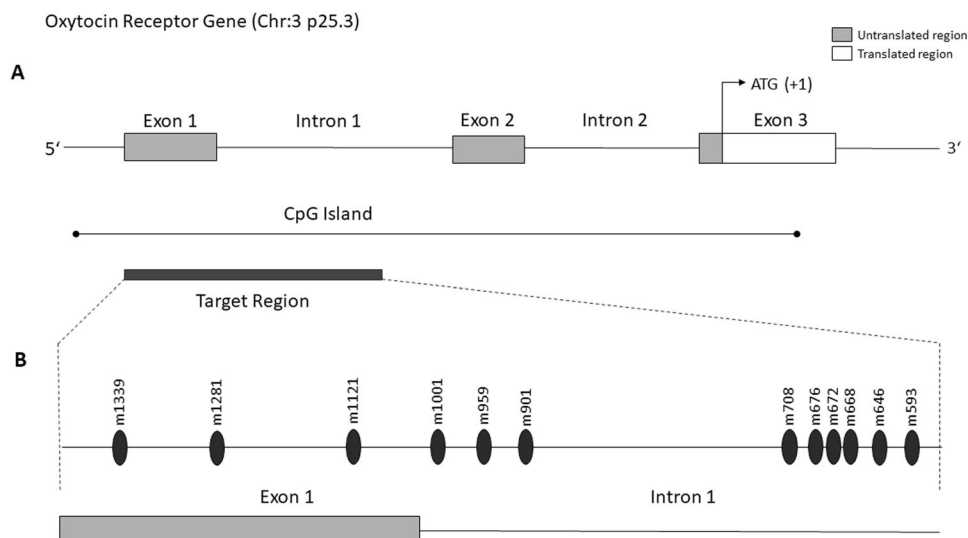 Oxytocin Receptor Gene (Chr:3 p25.3)
Untranslated region
Translated region
A
ATG (+1)
Exon 1 Intron 1 Exon 2 Intron 2 Exon 3
5‘ 3‘
CpG Island
Target Region
B
m1339 m1281 m1121 m1001 m959 m901 m708 m676 m672 m668 m646 m593
Exon 1 Intron 1